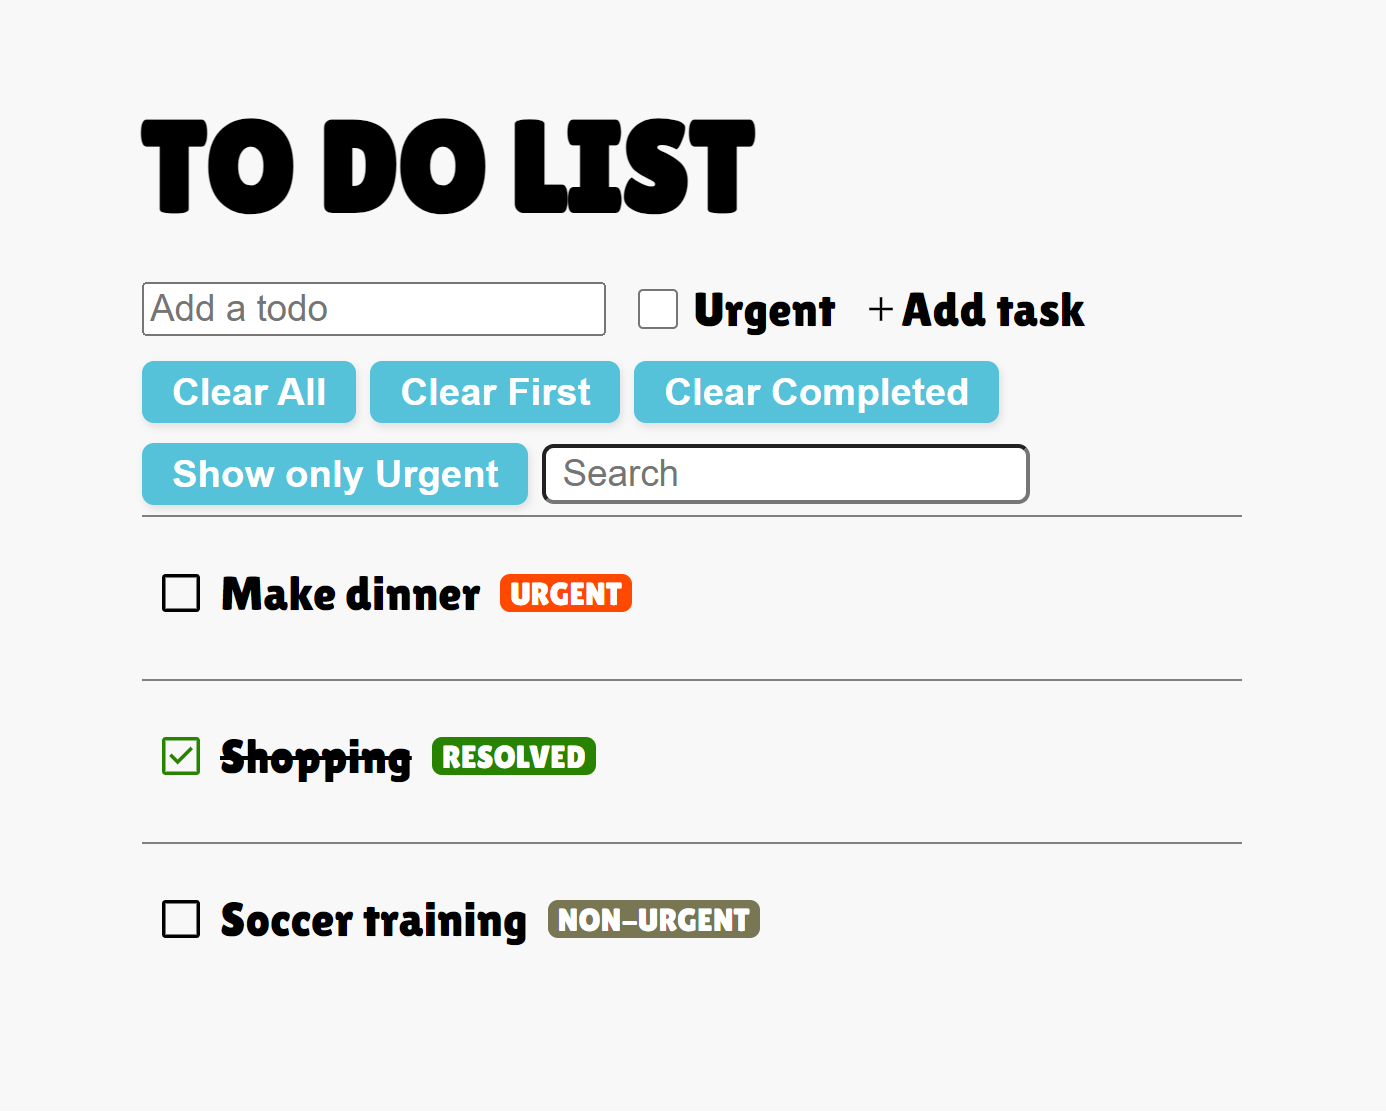 TO DO LIST
Add a todo Urgent + Add task
Clear All Clear First Clear Completed
Show only Urgent Search
Make dinner URGENT
Shopping RESOLVED
Soccer training NON-URGENT